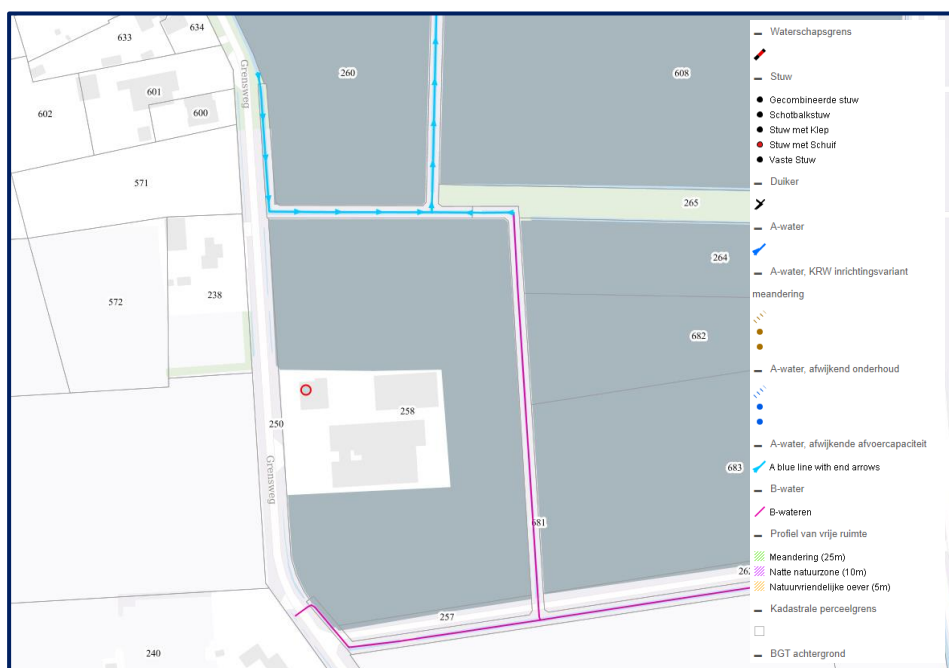 634
633
Grensweg
260
608
601
602
600
571
265
264
572
238
682
258
250
Grensweg
683
681
262
257
240
Waterschapsgrens
Stuw
Gecombineerde stuw
Schotbalkstuw
Stuw met Klep
Stuw met Schuif
Vaste Stuw
Duiker
A-water
A-water, KRW inrichtingsvariant
meandering
A-water, afwijkend onderhoud
A-water, afwijkende afvoercapaciteit
A blue line with end arrows
B-water
B-wateren
Profiel van vrije ruimte
Meandering (25m)
Natte natuurzone (10m)
Natuurvriendelijke oever (5m)
Kadastrale perceelgrens
BGT achtergrond